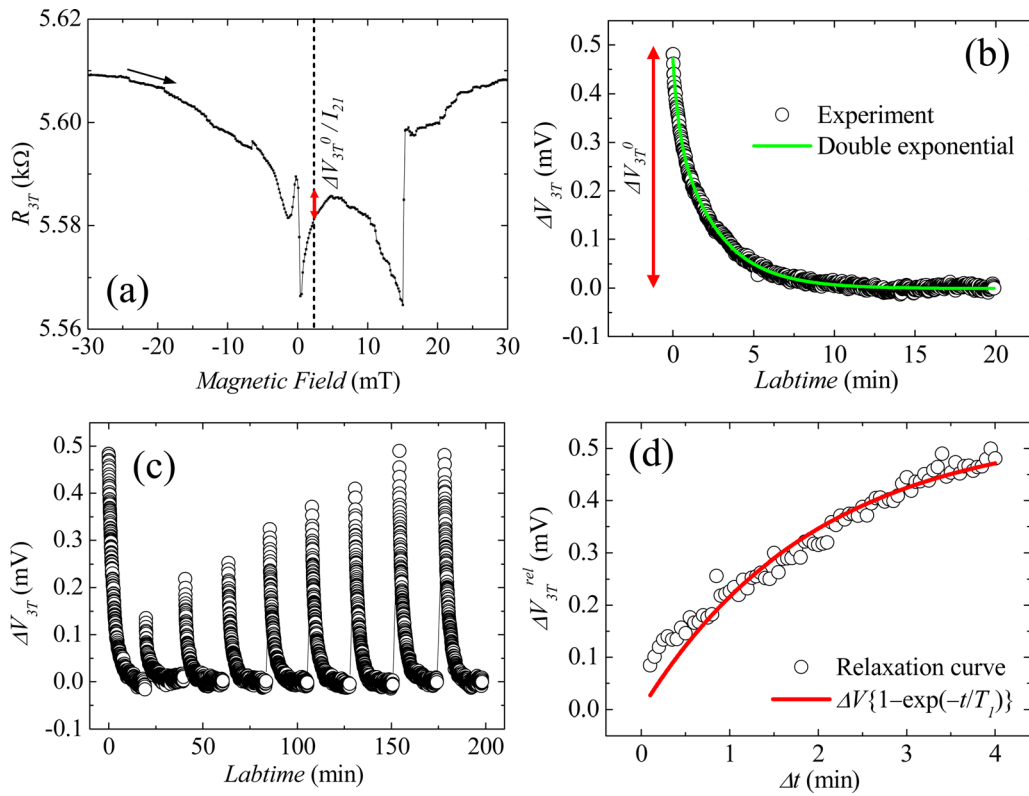 5.62
5.60
5.58
5.56
R3T (kΩ)
ΔV3T0 / I21
(a)
-30 -20 -10 0 10 20 30
Magnetic Field (mT)
0.5
0.4
0.3
0.2
0.1
0.0
-0.1
ΔV3T (mV)
ΔV3T0
(b)
Experiment
Double exponential
0 5 10 15 20
Labtime (min)
0.5
0.4
0.3
0.2
0.1
0.0
-0.1
ΔV3T (mV)
(c)
0 50 100 150 200
Labtime (min)
0.5
0.4
0.3
0.2
0.1
0.0
ΔV3Trel (mV)
(d)
Relaxation curve
ΔV{1−exp(−t/T1)}
0 1 2 3 4
Δt (min)